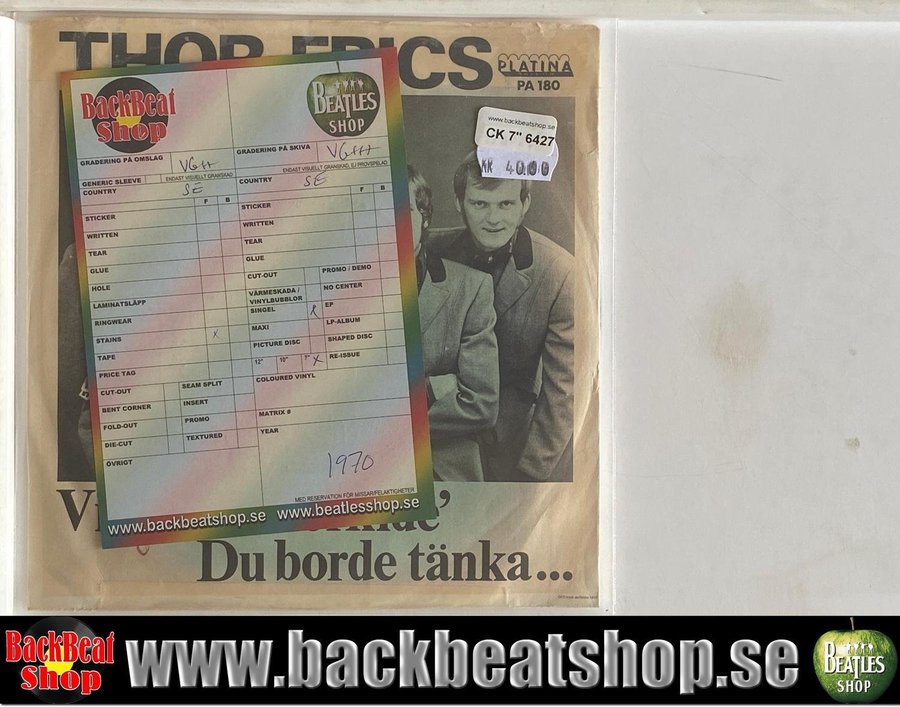 THOR ERICS
PLATINA
PA 180
www.backbeatshop.se
CK 7" 6427
KR 40.00
BackBeat
Shop
BEATLES
SHOP
GRADERING PÅ OMSLAG VG++
GRADERING PÅ SKIVA VG++
GENERIC SLEEVE ENDAST VISUELLT GRANSKAD
ENDAST VISUELLT GRANSKAD, EJ PROVSPELAD
COUNTRY SE
COUNTRY SE
F B
F B
STICKER
WRITTEN
TEAR
GLUE
HOLE
LAMINATSLÄPP
RINGWEAR
STAINS X
TAPE
PRICE TAG
CUT-OUT
BENT CORNER
FOLD-OUT
DIE-CUT
SEAM SPLIT
INSERT
PROMO
TEXTURED
ÖVRIGT
STICKER
WRITTEN
TEAR
GLUE
CUT-OUT
PROMO / DEMO
VÄRMESKADA /
VINYLBUBBLOR
NO CENTER
SINGEL X
EP
MAXI
LP-ALBUM
PICTURE DISC
SHAPED DISC
12" 10" 7" X
RE-ISSUE
COLOURED VINYL
MATRIX #
YEAR
1970
MED RESERVATION FÖR MISSAR/FELAKTIGHETER
www.backbeatshop.se www.beatlesshop.se
Du borde tänka...
BackBeat
Shop
www.backbeatshop.se
BEATLES
SHOP